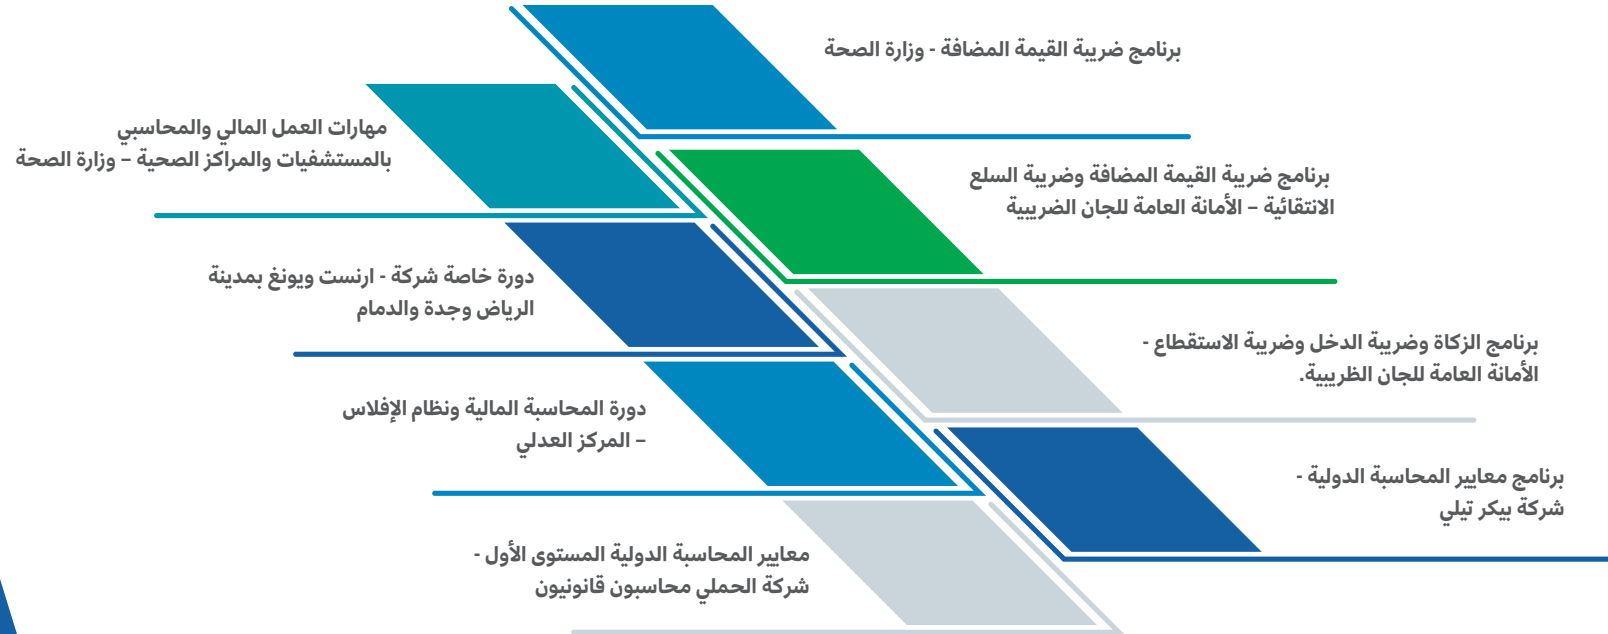 برنامج ضريبة القيمة المضافة - وزارة الصحة
برنامج ضريبة القيمة المضافة وضريبة السلع
الانتقائية – الأمانة العامة للجان الضريبية
برنامج الزكاة وضريبة الدخل وضريبة الاستقطاع -
الأمانة العامة للجان الظريبية.
برنامج معايير المحاسبة الدولية -
شركة بيكر تيلي
مهارات العمل المالي والمحاسبي
بالمستشفيات والمراكز الصحية – وزارة الصحة
دورة خاصة شركة - ارنست ويونغ بمدينة
الرياض وجدة والدمام
دورة المحاسبة المالية ونظام الإفلاس
– المركز العدلي
معايير المحاسبة الدولية المستوى الأول -
شركة الحملي محاسبون قانونيون